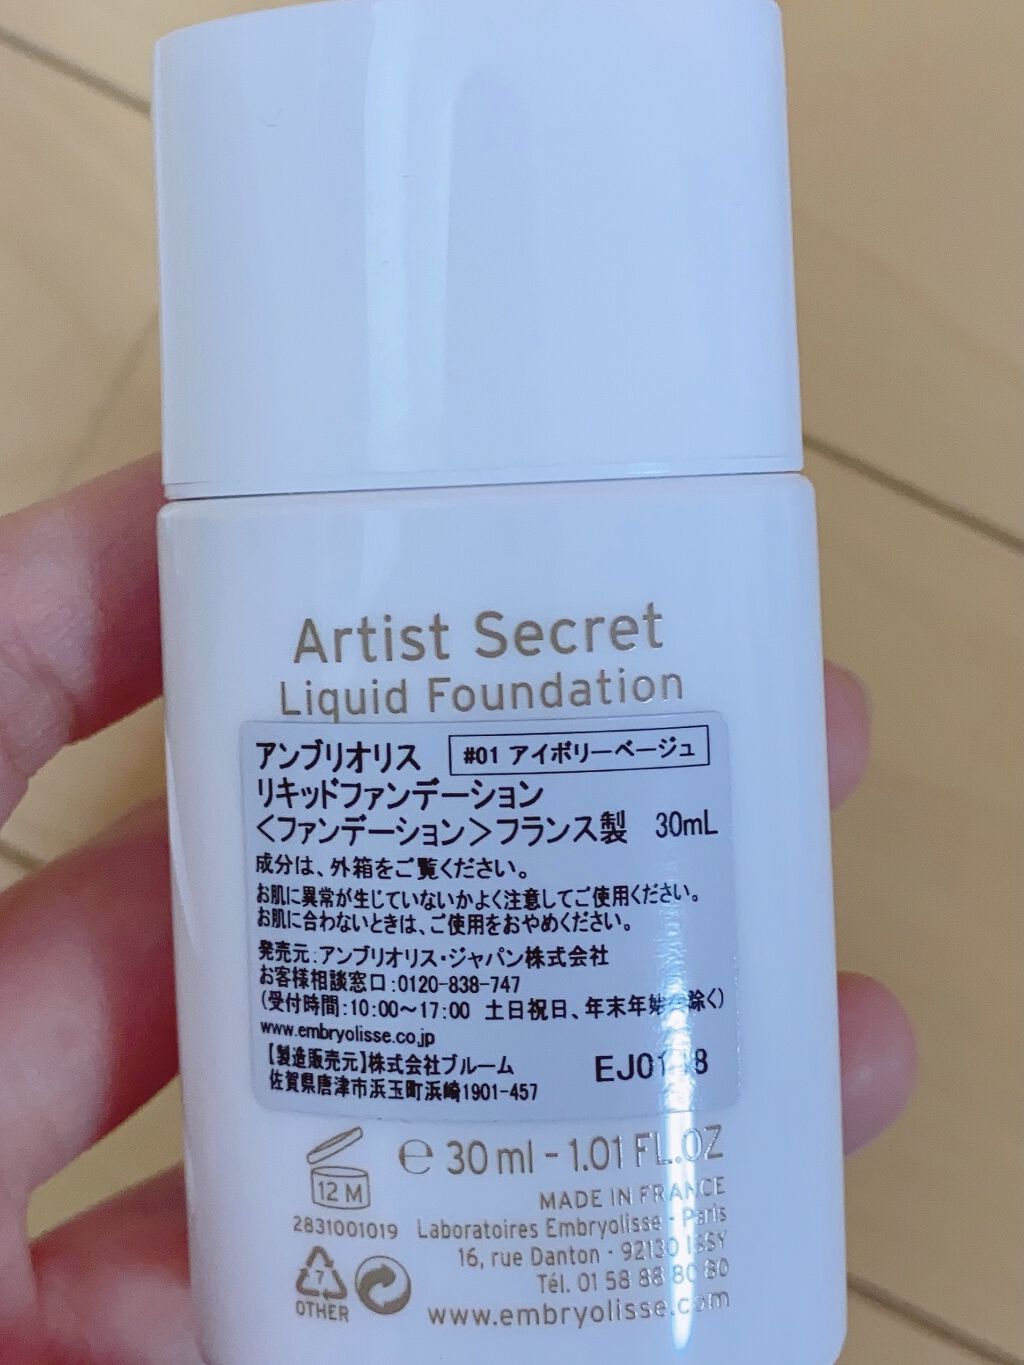 Artist Secret
Liquid Foundation
アンブリオリス #01 アイボリーベージュ
リキッドファンデーション
<ファンデーション>フランス製 30mL
成分は、外箱をご覧ください。
お肌に異常が生じていないかよく注意してご使用ください。
お肌に合わないときは、ご使用をおやめください。
発売元:アンブリオリス・ジャパン株式会社
お客様相談窓口:0120-838-747
(受付時間:10:00～17:00 土日祝日、年末年始を除く)
www.embryolisse.co.jp
【製造販売元】株式会社ブルーム
佐賀県唐津市浜玉町浜崎1901-457
12 M
℮ 30 ml - 1.01 FL.OZ
MADE IN FRANCE
2831001019
Laboratoires Embryolisse - Paris
16, rue Danton · 92130 ISSY
Tél. 01 58 88 80 80
www.embryolisse.com
7
OTHER